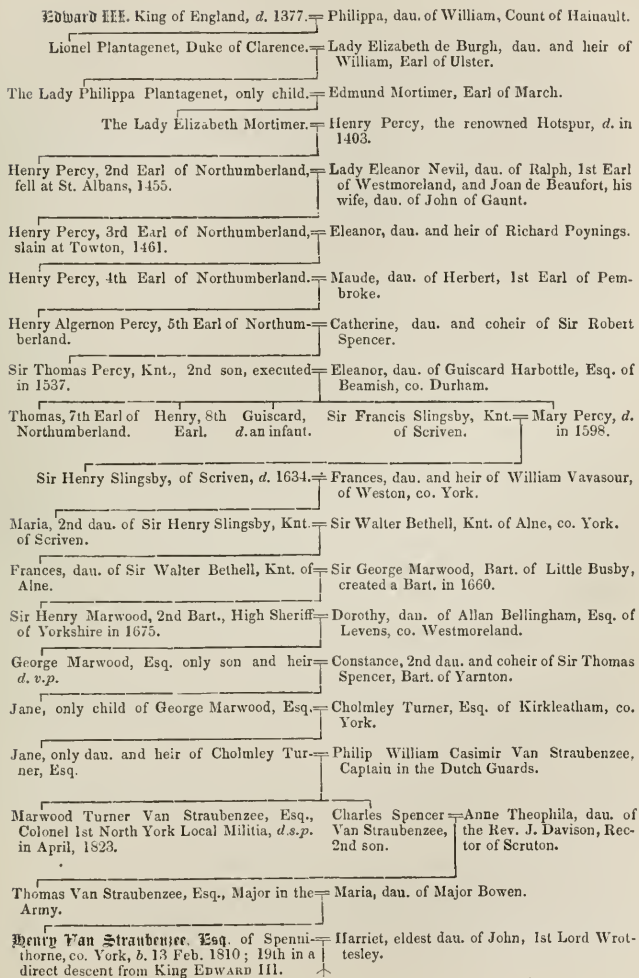 Edward III. King of England, d. 1377. = Philippa, dau. of William, Count of Hainault.
Lionel Plantagenet, Duke of Clarence. = Lady Elizabeth de Burgh, dau. and heir of
William, Earl of Ulster.
The Lady Philippa Plantagenet, only child. = Edmund Mortimer, Earl of March.
The Lady Elizabeth Mortimer. = Henry Percy, the renowned Hotspur, d. in
1403.
Henry Percy, 2nd Earl of Northumberland, = Lady Eleanor Nevil, dau. of Ralph, 1st Earl
fell at St. Albans, 1455. of Westmoreland, and Joan de Beaufort, his
wife, dau. of John of Gaunt.
Henry Percy, 3rd Earl of Northumberland, = Eleanor, dau. and heir of Richard Poynings.
slain at Towton, 1461.
Henry Percy, 4th Earl of Northumberland. = Maude, dau. of Herbert, 1st Earl of Pem-
broke.
Henry Algernon Percy, 5th Earl of Northum- = Catherine, dau. and coheir of Sir Robert
berland. Spencer.
Sir Thomas Percy, Knt., 2nd son, executed = Eleanor, dau. of Guiscard Harbottle, Esq. of
in 1537. Beamish, co. Durham.
Thomas, 7th Earl of Henry, 8th Guiscard, Sir Francis Slingsby, Knt. = Mary Percy, d.
Northumberland. Earl. d. an infant. of Scriven. in 1598.
Sir Henry Slingsby, of Scriven, d. 1634. = Frances, dau. and heir of William Vavasour,
of Weston, co. York.
Maria, 2nd dau. of Sir Henry Slingsby, Knt. = Sir Walter Bethell, Knt. of Alne, co. York.
of Scriven.
Frances, dau. of Sir Walter Bethell, Knt. of = Sir George Marwood, Bart. of Little Busby,
Alne. created a Bart. in 1660.
Sir Henry Marwood, 2nd Bart., High Sheriff = Dorothy, dau. of Allan Bellingham, Esq. of
of Yorkshire in 1675. Levens, co. Westmoreland.
George Marwood, Esq. only son and heir = Constance, 2nd dau. and coheir of Sir Thomas
d. v.p. Spencer, Bart. of Yarnton.
Jane, only child of George Marwood, Esq. = Cholmley Turner, Esq. of Kirkleatham, co.
York.
Jane, only dau. and heir of Cholmley Tur- = Philip William Casimir Van Straubenzee,
ner, Esq. Captain in the Dutch Guards.
Marwood Turner Van Straubenzee, Esq., Charles Spencer = Anne Theophila, dau. of
Colonel 1st North York Local Militia, d.s.p. Van Straubenzee, the Rev. J. Davison, Rec-
in April, 1823. 2nd son. tor of Scruton.
Thomas Van Straubenzee, Esq., Major in the = Maria, dau. of Major Bowen.
Army.
Henry Van Straubenzee, Esq. of Spenni- = Harriet, eldest dau. of John, 1st Lord Wrot-
thorne, co. York, b. 13 Feb. 1810; 19th in a tesley.
direct descent from King EDWARD III.